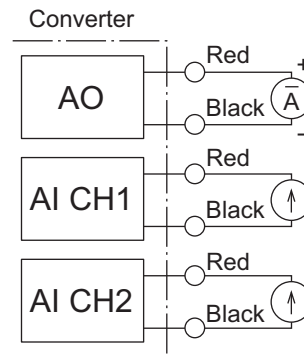 Converter
AO
Red
Black
+
A
−
AI CH1
Red
Black
AI CH2
Red
Black